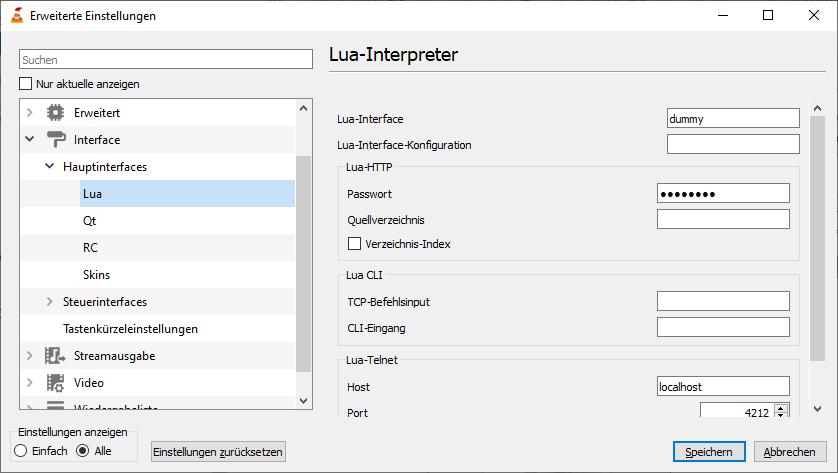 Erweiterte Einstellungen
Suchen
Nur aktuelle anzeigen
Erweitert
Interface
Hauptinterfaces
Lua
Qt
RC
Skins
Steuerinterfaces
Tastenkürzeleinstellungen
Streamausgabe
Video
Wiedergabeliste
Einstellungen anzeigen
Einfach
Alle
Einstellungen zurücksetzen
Lua-Interpreter
Lua-Interface
dummy
Lua-Interface-Konfiguration
Lua-HTTP
Passwort
●●●●●●●●
Quellverzeichnis
Verzeichnis-Index
Lua CLI
TCP-Befehlsinput
CLI-Eingang
Lua-Telnet
Host
localhost
Port
4212
Speichern
Abbrechen